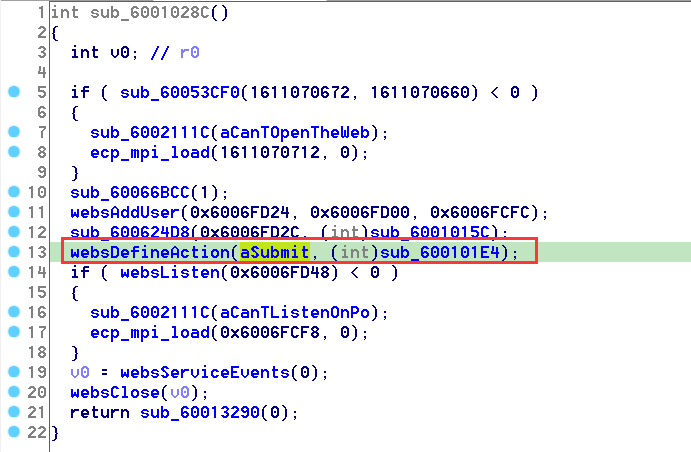 1 int sub_6001028C()
2 {
3 int v0; // r0
4
5 if ( sub_60053CF0(1611070672, 1611070660) < 0 )
6 {
7 sub_6002111C(aCanTOpenTheWeb);
8 ecp_mpi_load(1611070712, 0);
9 }
10 sub_60066BCC(1);
11 websAddUser(0x6006FD24, 0x6006FD00, 0x6006FCFC);
12 sub_600624D8(0x6006FD2C, (int)sub_6001015C);
13 websDefineAction(aSubmit, (int)sub_600101E4);
14 if ( websListen(0x6006FD48) < 0 )
15 {
16 sub_6002111C(aCanTListenOnPo);
17 ecp_mpi_load(0x6006FCF8, 0);
18 }
19 v0 = websServiceEvents(0);
20 websClose(v0);
21 return sub_60013290(0);
22 }